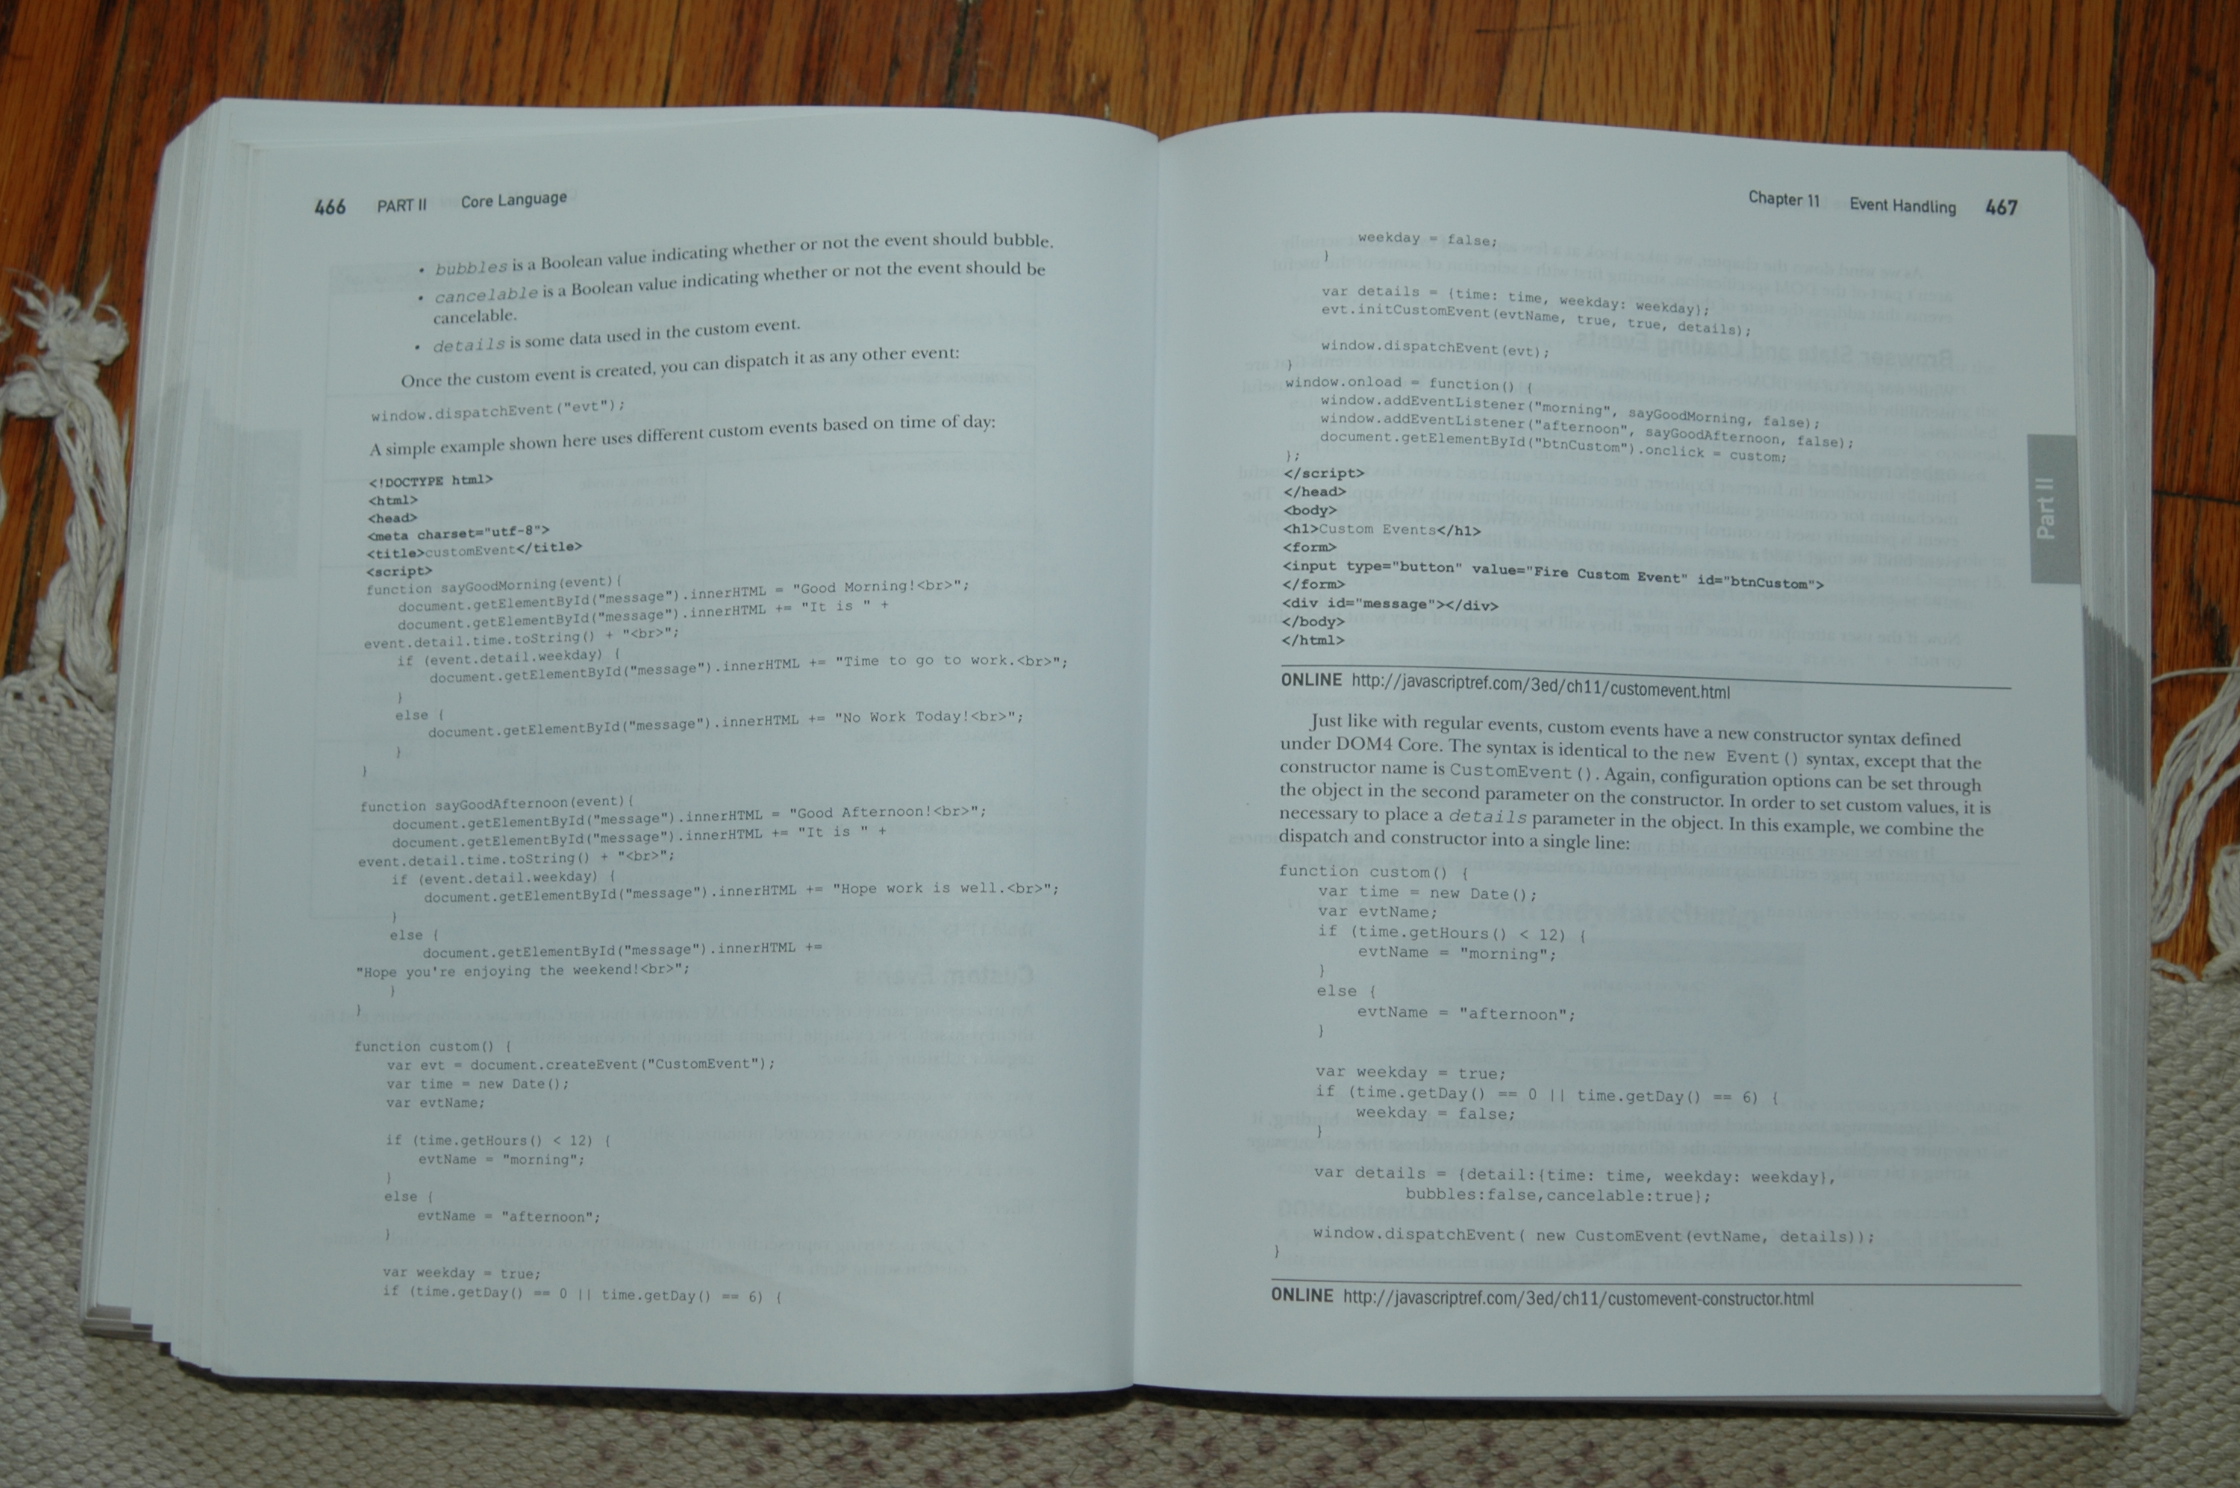 466 PART II Core Language
• bubbles is a Boolean value indicating whether or not the event should bubble.
• cancelable is a Boolean value indicating whether or not the event should be
cancelable.
• details is some data used in the custom event.
Once the custom event is created, you can dispatch it as any other event:
window.dispatchEvent("evt");
A simple example shown here uses different custom events based on time of day:
<!DOCTYPE html>
<html>
<head>
<meta charset="utf-8">
<title>customEvent</title>
<script>
function sayGoodMorning(event){
document.getElementById("message").innerHTML = "Good Morning!<br>";
document.getElementById("message").innerHTML += "It is " +
event.detail.time.toString() + "<br>";
if (event.detail.weekday) {
document.getElementById("message").innerHTML += "Time to go to work.<br>";
}
else {
document.getElementById("message").innerHTML += "No Work Today!<br>";
}
}
function sayGoodAfternoon(event){
document.getElementById("message").innerHTML = "Good Afternoon!<br>";
document.getElementById("message").innerHTML += "It is " +
event.detail.time.toString() + "<br>";
if (event.detail.weekday) {
document.getElementById("message").innerHTML += "Hope work is well.<br>";
}
else {
document.getElementById("message").innerHTML +=
"Hope you're enjoying the weekend!<br>";
}
}
function custom() {
var evt = document.createEvent("CustomEvent");
var time = new Date();
var evtName;
if (time.getHours() < 12) {
evtName = "morning";
}
else {
evtName = "afternoon";
}
var weekday = true;
if (time.getDay() == 0 || time.getDay() == 6) {
Chapter 11 Event Handling 467
weekday = false;
}
var details = {time: time, weekday: weekday};
evt.initCustomEvent(evtName, true, true, details);
window.dispatchEvent(evt);
}
window.onload = function() {
window.addEventListener("morning", sayGoodMorning, false);
window.addEventListener("afternoon", sayGoodAfternoon, false);
document.getElementById("btnCustom").onclick = custom;
};
</script>
</head>
<body>
<h1>Custom Events</h1>
<form>
<input type="button" value="Fire Custom Event" id="btnCustom">
</form>
<div id="message"></div>
</body>
</html>
ONLINE http://javascriptref.com/3ed/ch11/customevent.html
Just like with regular events, custom events have a new constructor syntax defined
under DOM4 Core. The syntax is identical to the new Event() syntax, except that the
constructor name is CustomEvent(). Again, configuration options can be set through
the object in the second parameter on the constructor. In order to set custom values, it is
necessary to place a details parameter in the object. In this example, we combine the
dispatch and constructor into a single line:
function custom() {
var time = new Date();
var evtName;
if (time.getHours() < 12) {
evtName = "morning";
}
else {
evtName = "afternoon";
}
var weekday = true;
if (time.getDay() == 0 || time.getDay() == 6) {
weekday = false;
}
var details = {detail:{time: time, weekday: weekday},
bubbles:false,cancelable:true};
window.dispatchEvent( new CustomEvent(evtName, details));
}
ONLINE http://javascriptref.com/3ed/ch11/customevent-constructor.html
Part II